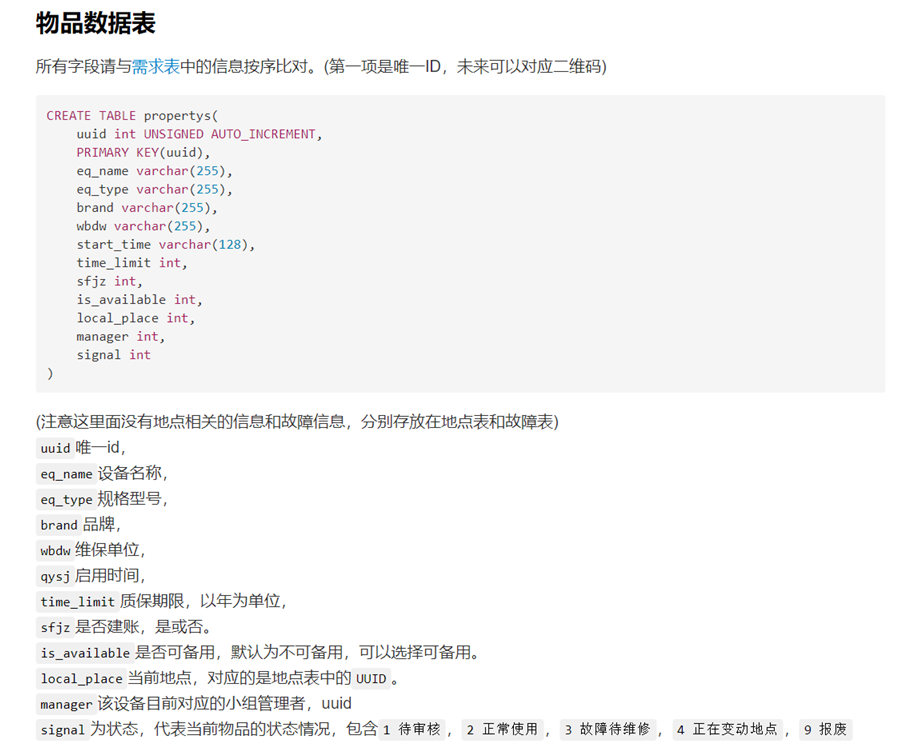 物品数据表
所有字段请与需求表中的信息按序比对。(第一项是唯一ID，未来可以对应二维码)
CREATE TABLE propertys(
    uuid int UNSIGNED AUTO_INCREMENT,
    PRIMARY KEY(uuid),
    eq_name varchar(255),
    eq_type varchar(255),
    brand varchar(255),
    wbdw varchar(255),
    start_time varchar(128),
    time_limit int,
    sfjz int,
    is_available int,
    local_place int,
    manager int,
    signal int
)
(注意这里面没有地点相关的信息和故障信息，分别存放在地点表和故障表)
uuid 唯一id，
eq_name 设备名称，
eq_type 规格型号，
brand 品牌，
wbdw 维保单位，
qysj 启用时间，
time_limit 质保期限，以年为单位，
sfjz 是否建账，是或否。
is_available 是否可备用，默认为不可备用，可以选择可备用。
local_place 当前地点，对应的是地点表中的 UUID 。
manager 该设备目前对应的小组管理者，uuid
signal 为状态，代表当前物品的状态情况，包含 1 待审核 ， 2 正常使用 ， 3 故障待维修 ， 4 正在变动地点 ， 9 报废